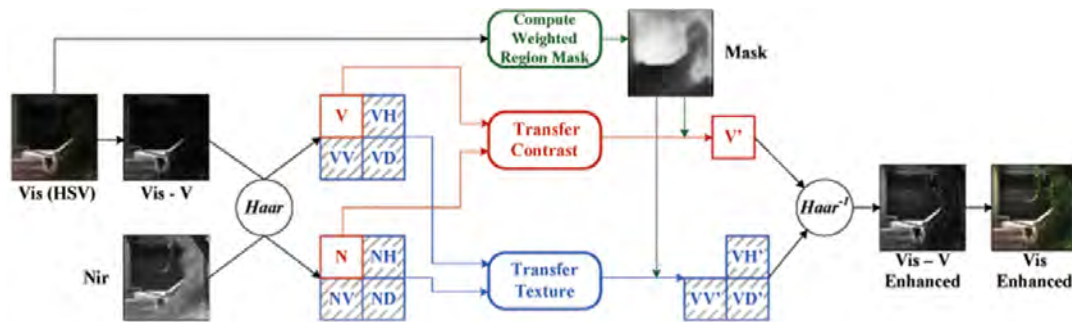 Compute
Weighted
Region Mask
Mask
V VH
VV VD
Transfer
Contrast
V'
Vis (HSV)
Vis - V
Haar
Haar⁻¹
Nir
N NH
NV ND
Transfer
Texture
VH'
VV' VD'
Vis – V
Enhanced
Vis
Enhanced